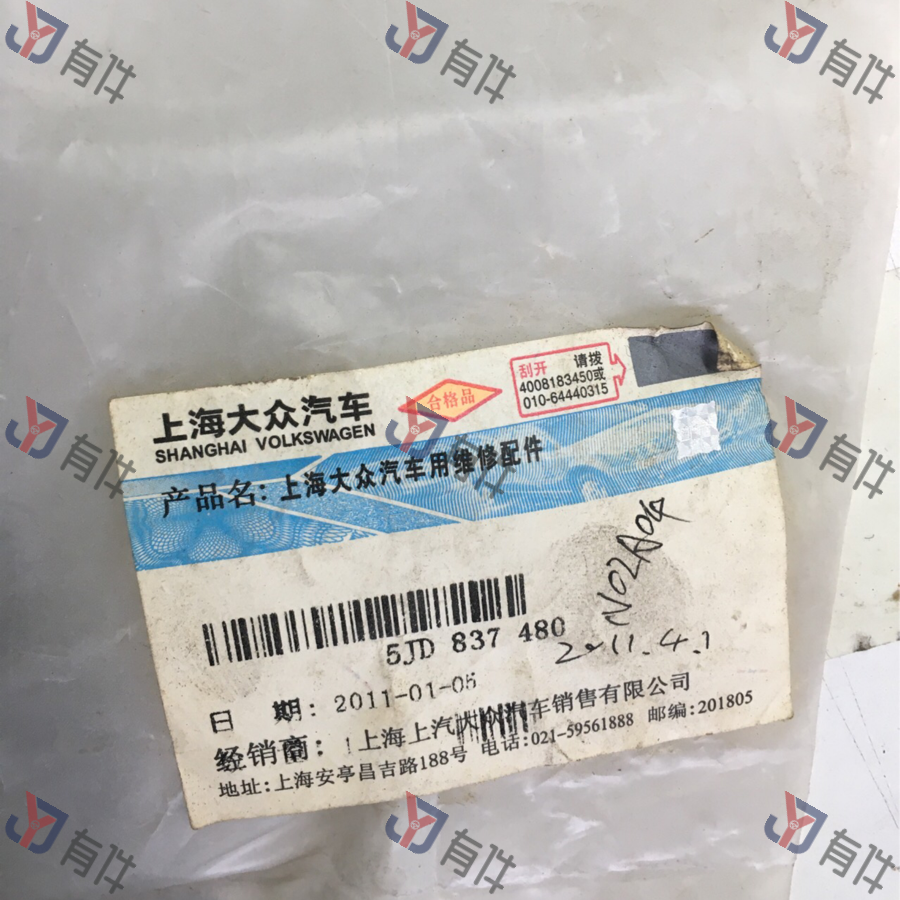 有件
有件
有件
上海大众汽车
SHANGHAI VOLKSWAGEN
合格品
刮开 请拨
4008183450或
010-64440315
产品名: 上海大众汽车用维修配件
有件
有件
有件
N02A04
5JD 837 480
2011.4.1
日 期: 2011-01-05
经销商: 上海上汽大众汽车销售有限公司
地址: 上海安亭昌吉路188号 电话: 021-59561888 邮编: 201805
有件
有件
有件